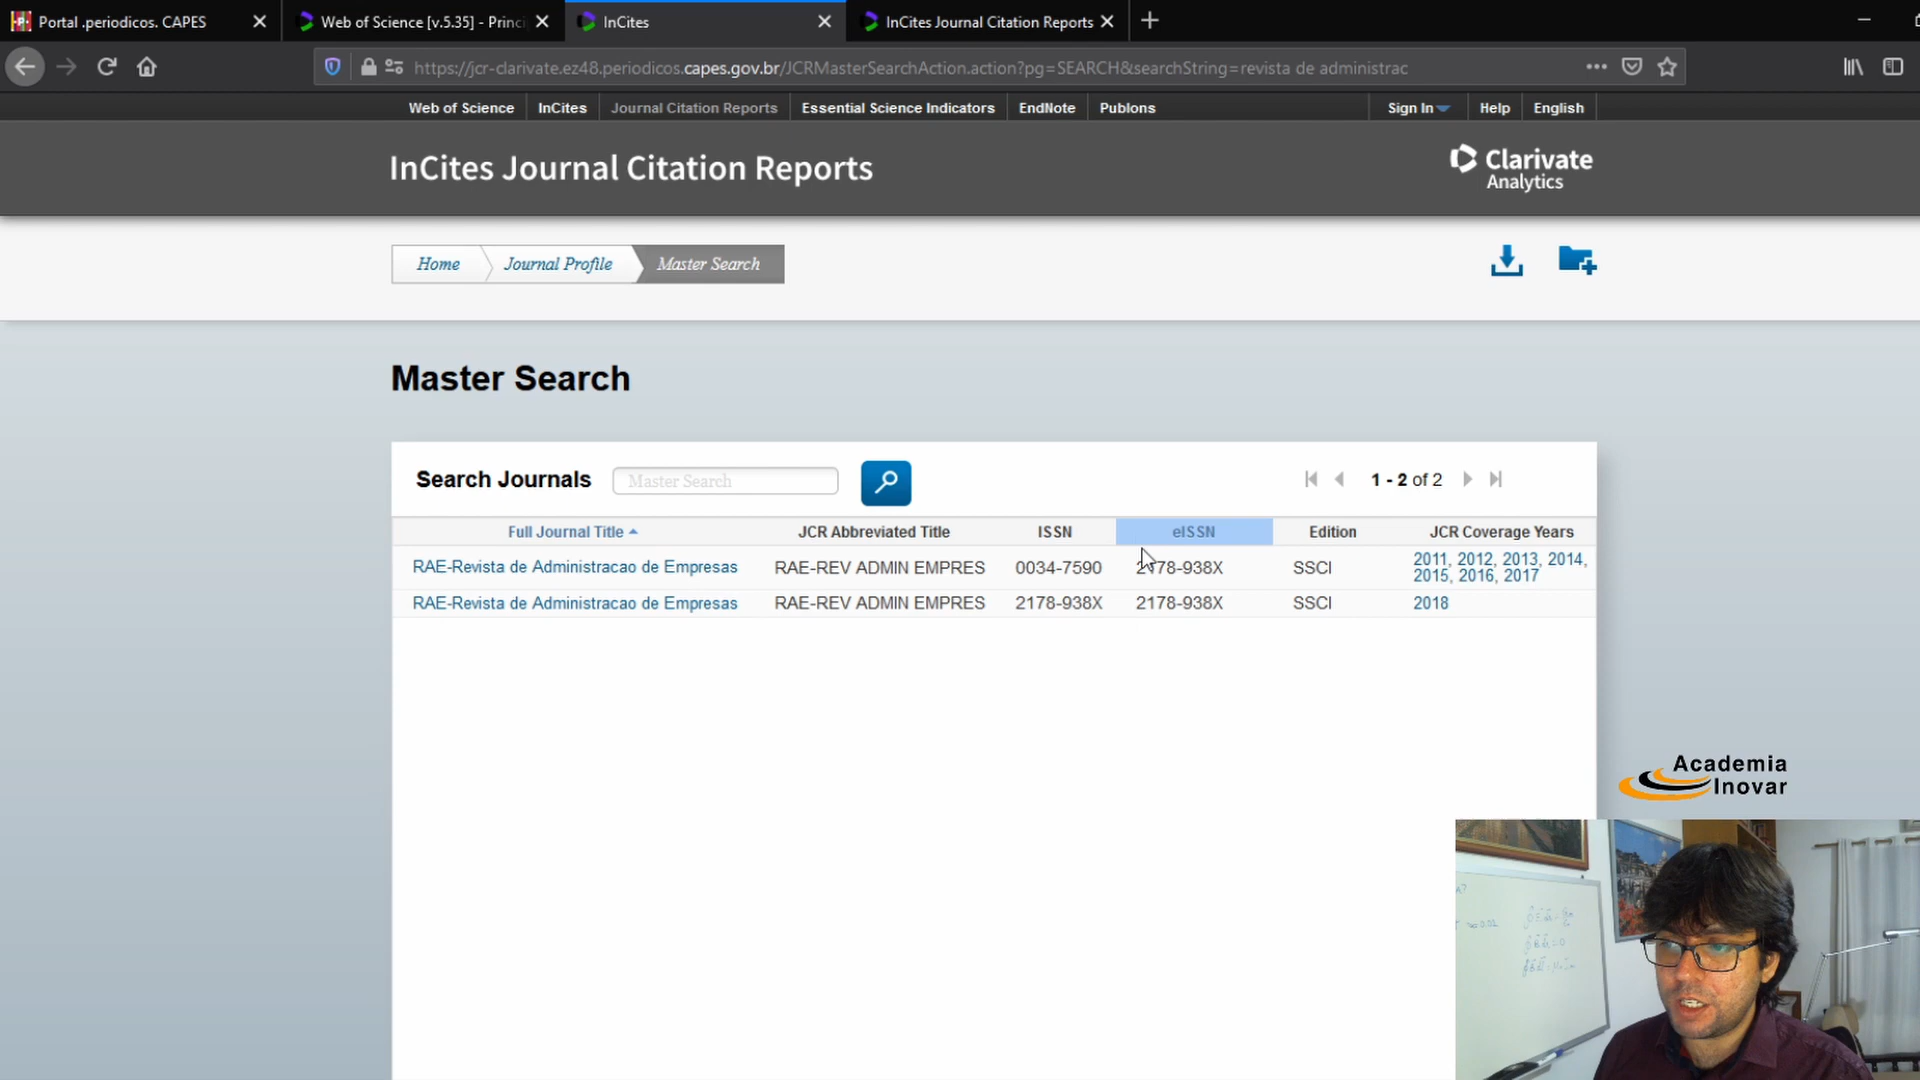 Portal .periodicos. CAPES
Web of Science [v.5.35] - Princi
InCites
InCites Journal Citation Reports
https://jcr-clarivate.ez48.periodicos.capes.gov.br/JCRMasterSearchAction.action?pg=SEARCH&searchString=revista de administrac
Web of Science InCites Journal Citation Reports Essential Science Indicators EndNote Publons Sign In Help English
InCites Journal Citation Reports
Clarivate
Analytics
Home Journal Profile Master Search
Master Search
Search Journals Master Search 1 - 2 of 2
Full Journal Title JCR Abbreviated Title ISSN eISSN Edition JCR Coverage Years
RAE-Revista de Administracao de Empresas RAE-REV ADMIN EMPRES 0034-7590 2178-938X SSCI 2011, 2012, 2013, 2014,
2015, 2016, 2017
RAE-Revista de Administracao de Empresas RAE-REV ADMIN EMPRES 2178-938X 2178-938X SSCI 2018
Academia
Inovar